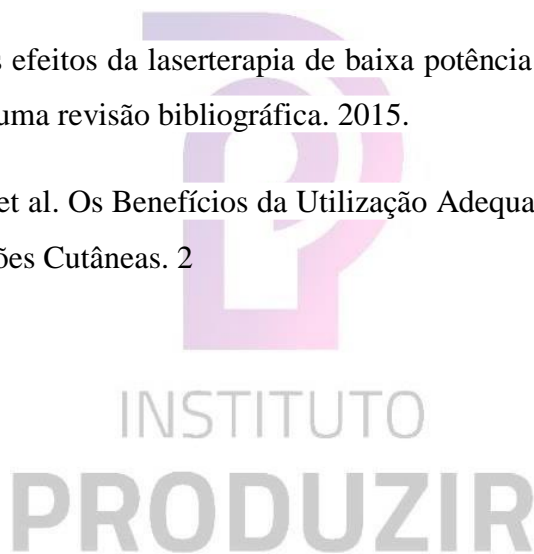 efeitos da laserterapia de baixa potência
uma revisão bibliográfica. 2015.
et al. Os Benefícios da Utilização Adequa
ões Cutâneas. 2
INSTITUTO
PRODUZIR